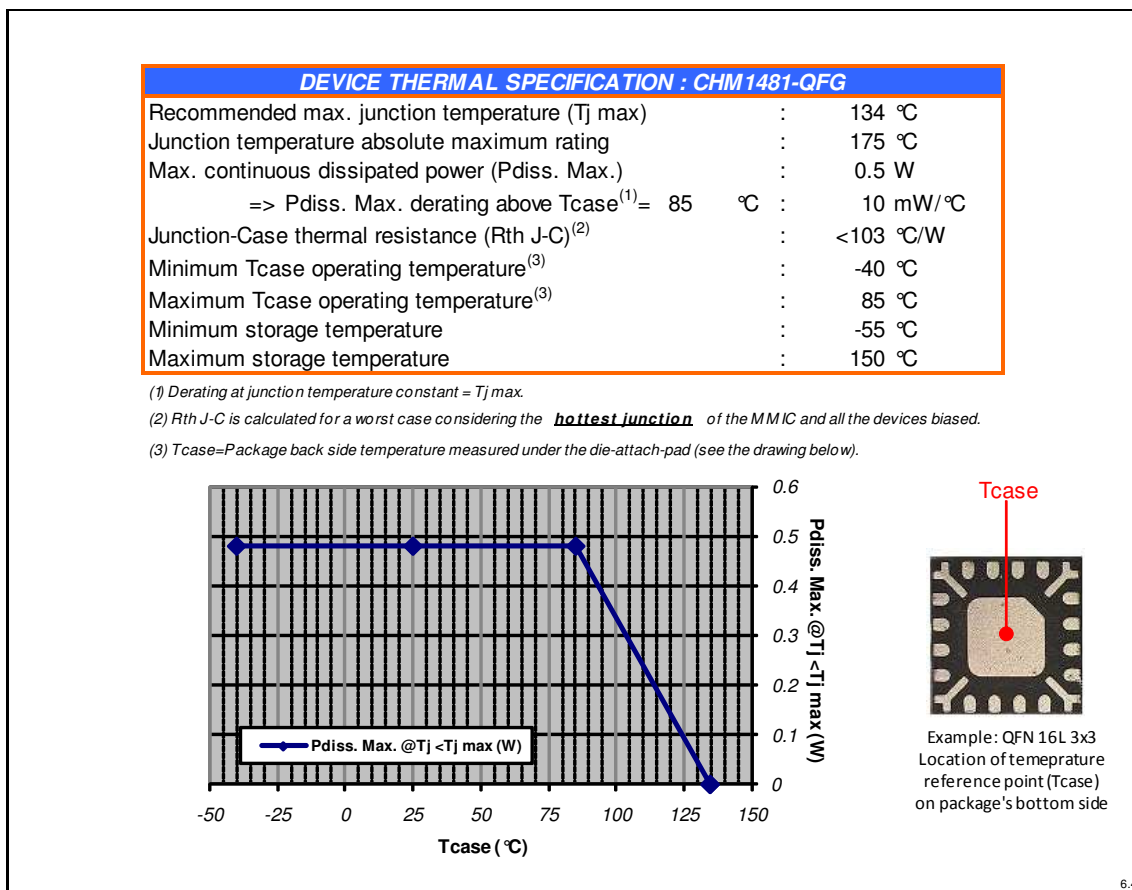 DEVICE THERMAL SPECIFICATION : CHM1481-QFG
Recommended max. junction temperature (Tj max) : 134 °C
Junction temperature absolute maximum rating : 175 °C
Max. continuous dissipated power (Pdiss. Max.) : 0.5 W
=> Pdiss. Max. derating above Tcase(1)= 85 °C : 10 mW/°C
Junction-Case thermal resistance (Rth J-C)(2) : <103 °C/W
Minimum Tcase operating temperature(3) : -40 °C
Maximum Tcase operating temperature(3) : 85 °C
Minimum storage temperature : -55 °C
Maximum storage temperature : 150 °C
(1) Derating at junction temperature constant = Tj max.
(2) Rth J-C is calculated for a worst case considering the hottest junction of the MMIC and all the devices biased.
(3) Tcase=Package back side temperature measured under the die-attach-pad (see the drawing below).
0.6
0.5
0.4
0.3
0.2
0.1
0
Pdiss. Max. @Tj <Tj max (W)
Pdiss. Max. @Tj <Tj max (W)
-50 -25 0 25 50 75 100 125 150
Tcase (°C)
Tcase
Example: QFN 16L 3x3
Location of temeprature
reference point (Tcase)
on package's bottom side